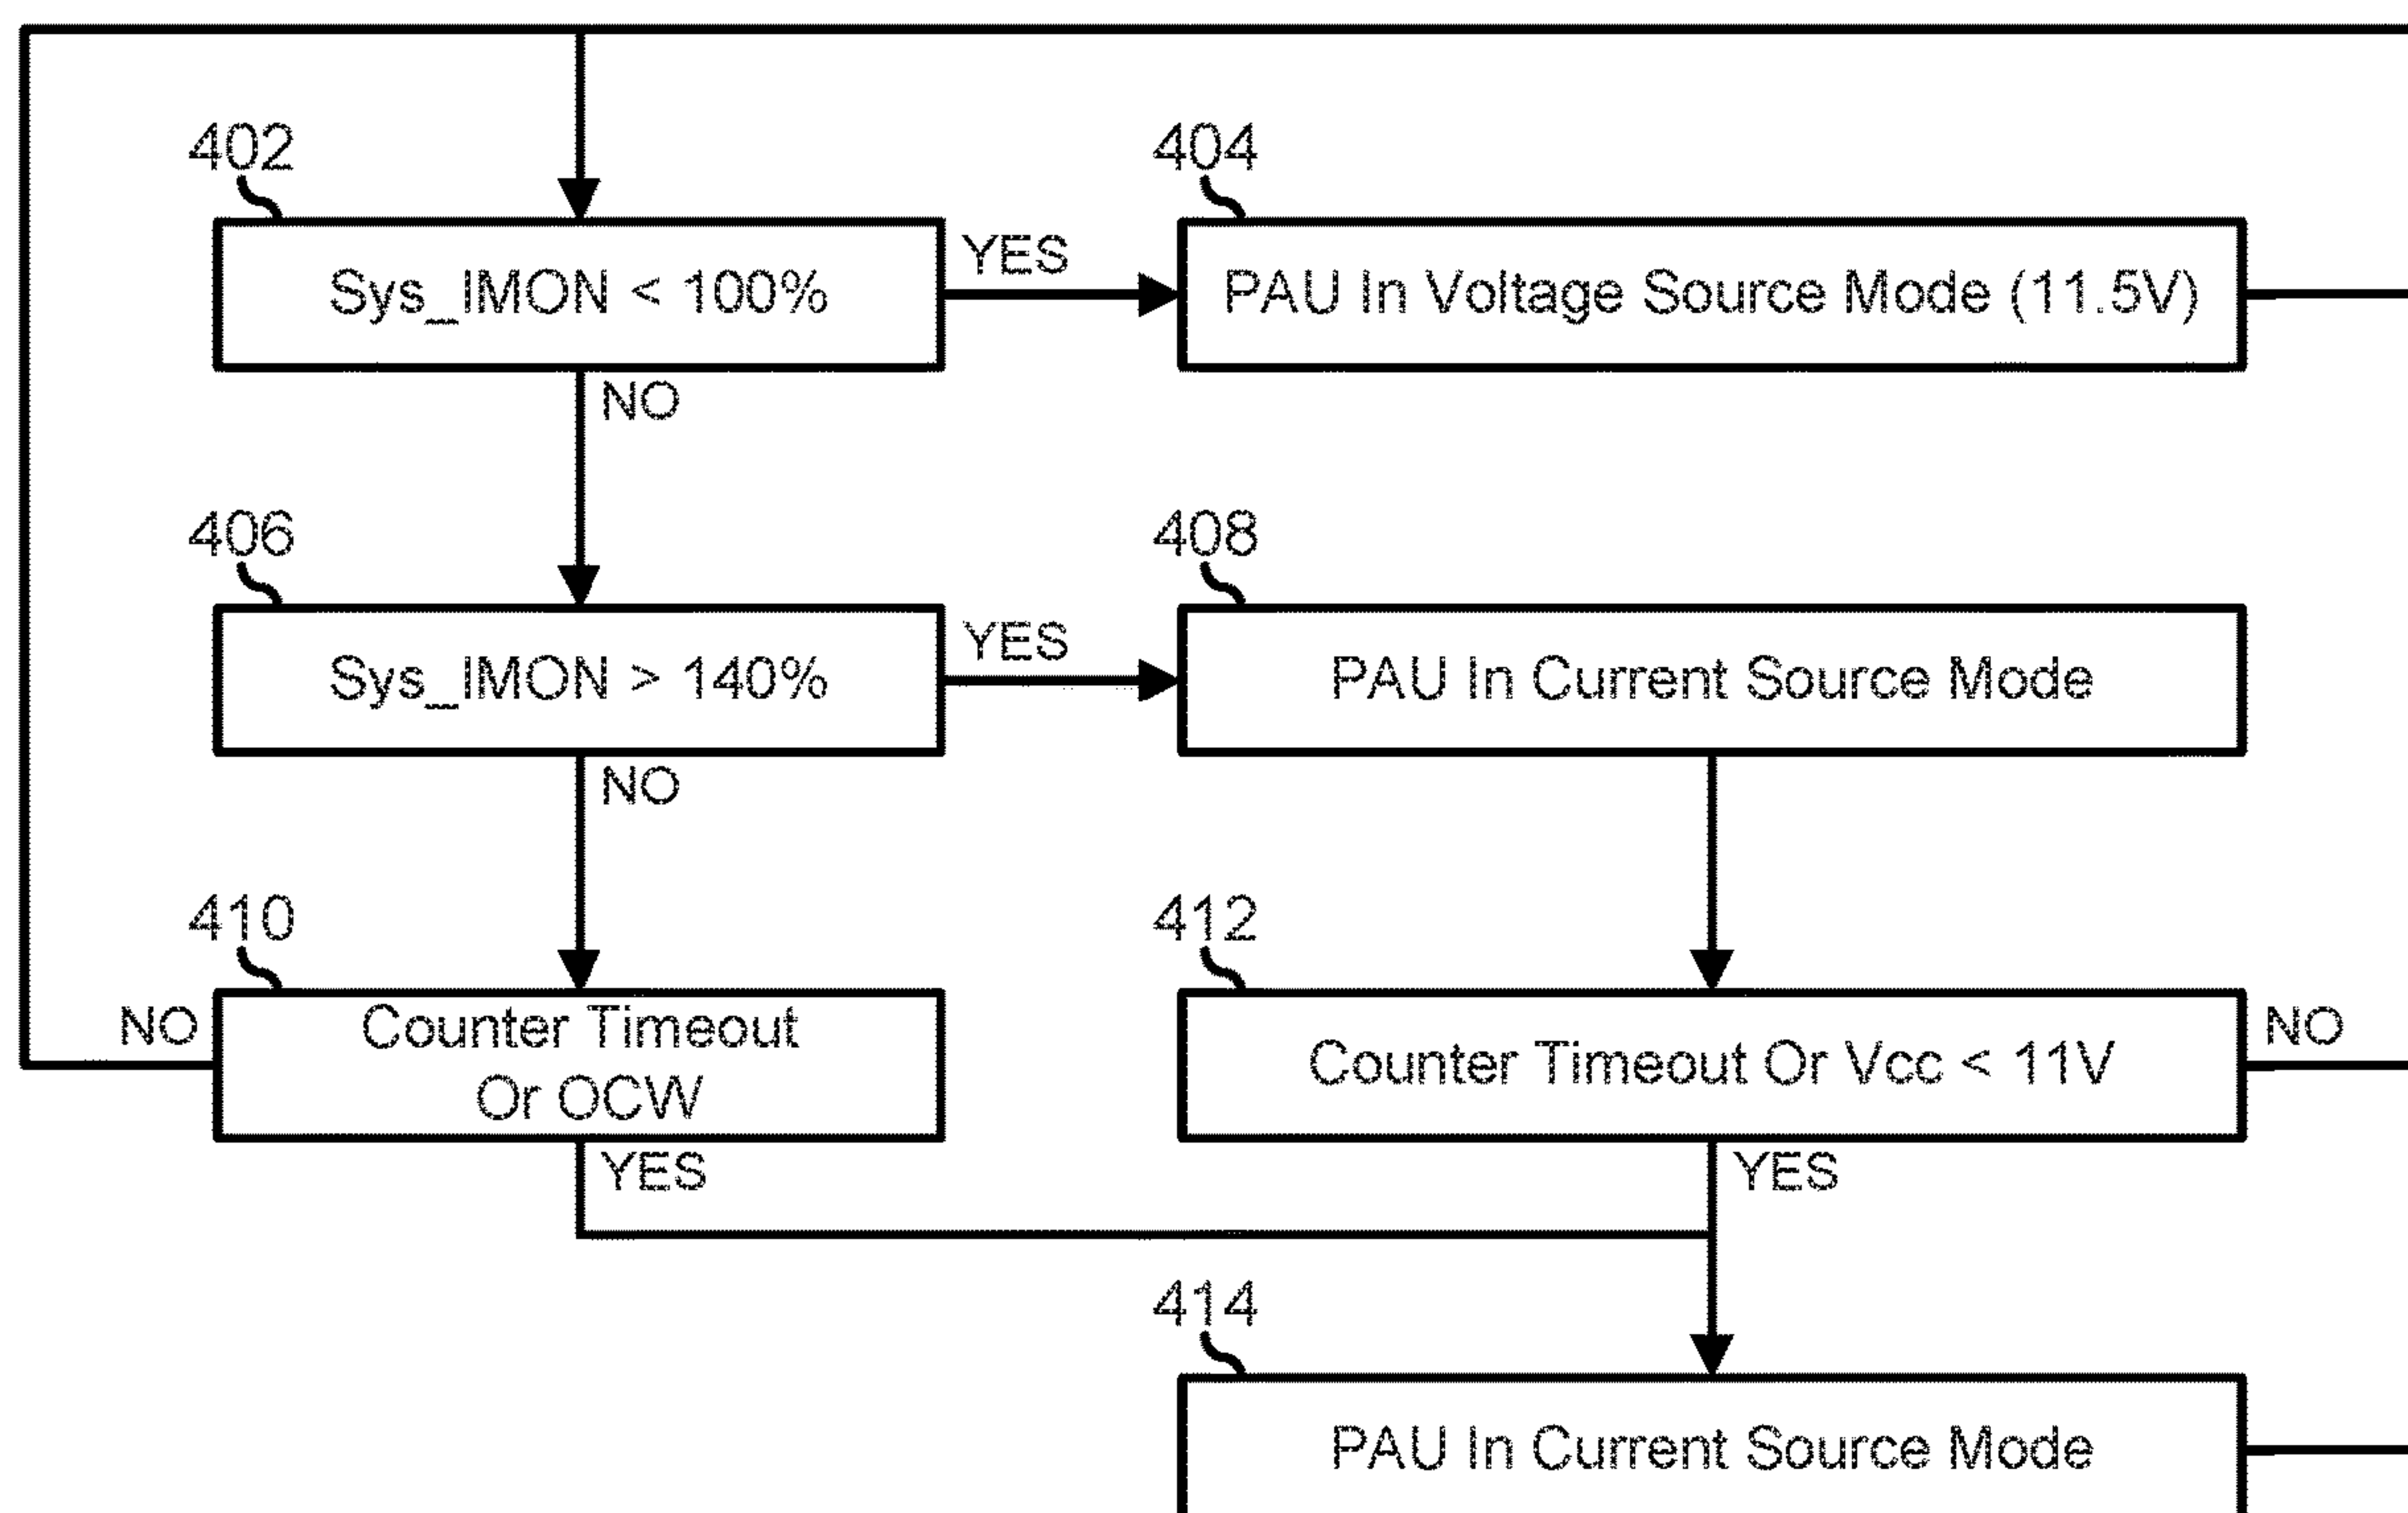 402
404
Sys_IMON < 100%
YES
PAU In Voltage Source Mode (11.5V)
NO
406
408
Sys_IMON > 140%
YES
PAU In Current Source Mode
NO
410
412
NO
Counter Timeout
Or OCW
Counter Timeout Or Vcc < 11V
NO
YES
YES
414
PAU In Current Source Mode